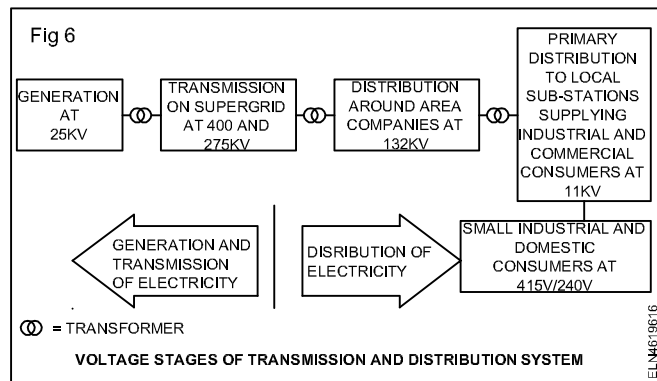 Fig 6
GENERATION
AT
25KV
TRANSMISSION
ON SUPERGRID
AT 400 AND
275KV
DISTRIBUTION
AROUND AREA
COMPANIES AT
132KV
PRIMARY
DISTRIBUTION
TO LOCAL
SUB-STATIONS
SUPPLYING
INDUSTRIAL AND
COMMERCIAL
CONSUMERS AT
11KV
GENERATION AND
TRANSMISSION
OF ELECTRICITY
DISRIBUTION OF
ELECTRICITY
SMALL INDUSTRIAL AND
DOMESTIC
CONSUMERS AT
415V/240V
= TRANSFORMER
VOLTAGE STAGES OF TRANSMISSION AND DISTRIBUTION SYSTEM
ELN4619616